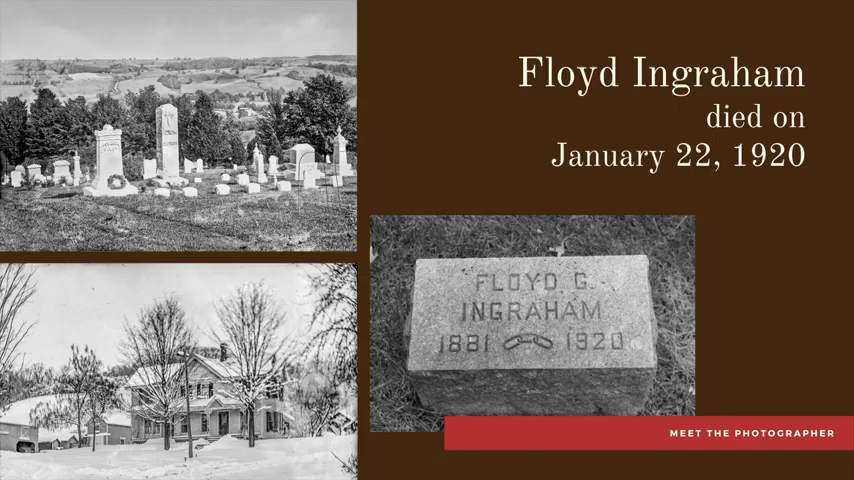 Floyd Ingraham
died on
January 22, 1920
FLOYD G.
INGRAHAM
1881 1920
MEET THE PHOTOGRAPHER